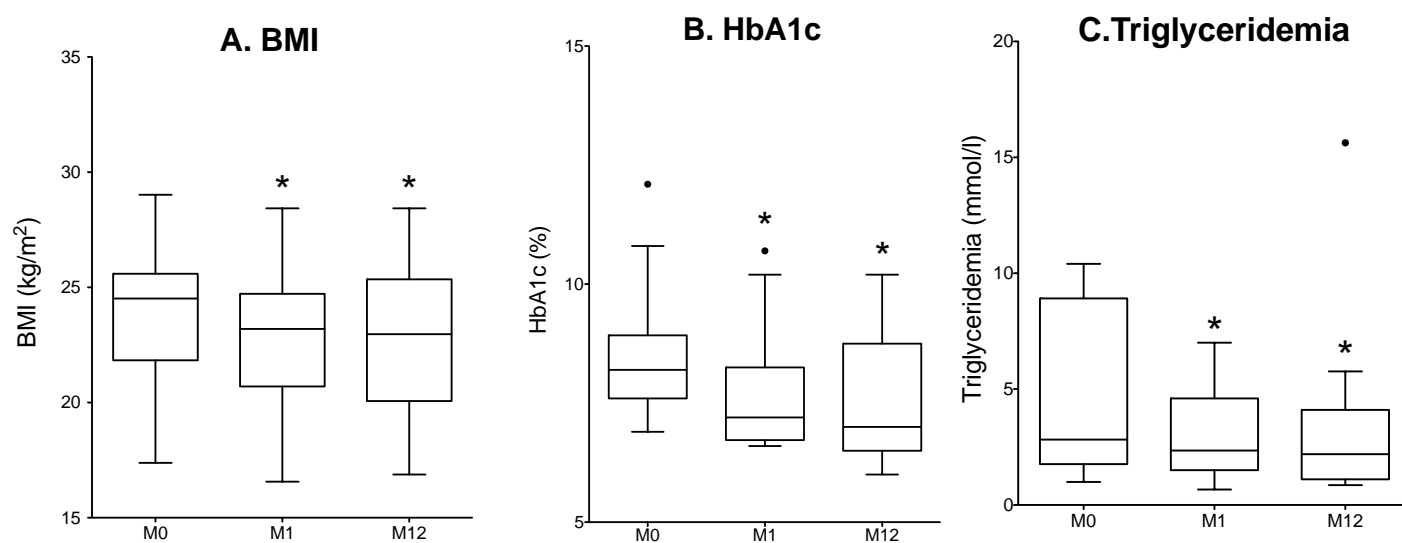 A. BMI
35
30
25
20
15
BMI (kg/m²)
*
*
M0
M1
M12
B. HbA1c
15
10
5
HbA1c (%)
*
*
M0
M1
M12
C.Triglyceridemia
20
15
10
5
0
Triglyceridemia (mmol/l)
*
*
M0
M1
M12